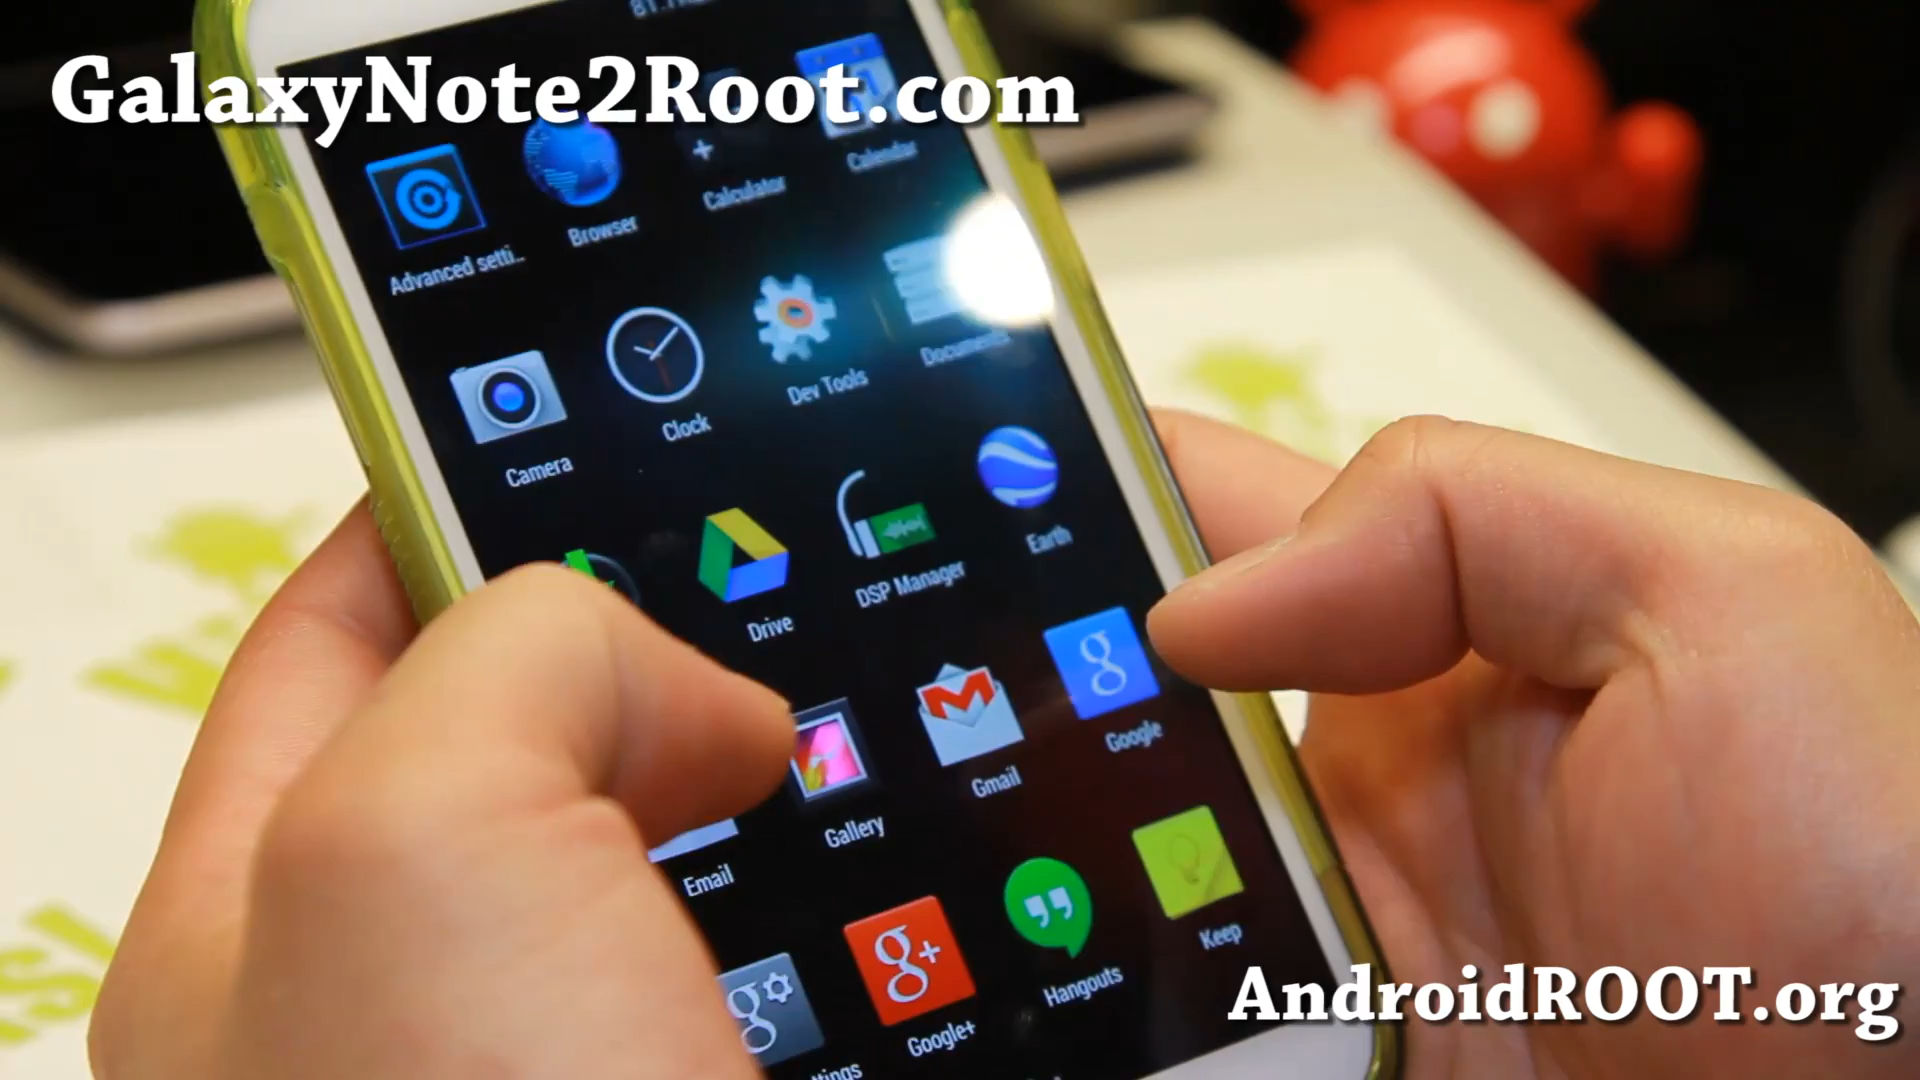 GalaxyNote2Root.com
Advanced setti...
Browser
Calculator
Calendar
Camera
Clock
Dev Tools
Documents
Drive
DSP Manager
Earth
Email
Gallery
Gmail
Google
Google+
Hangouts
Keep
AndroidROOT.org